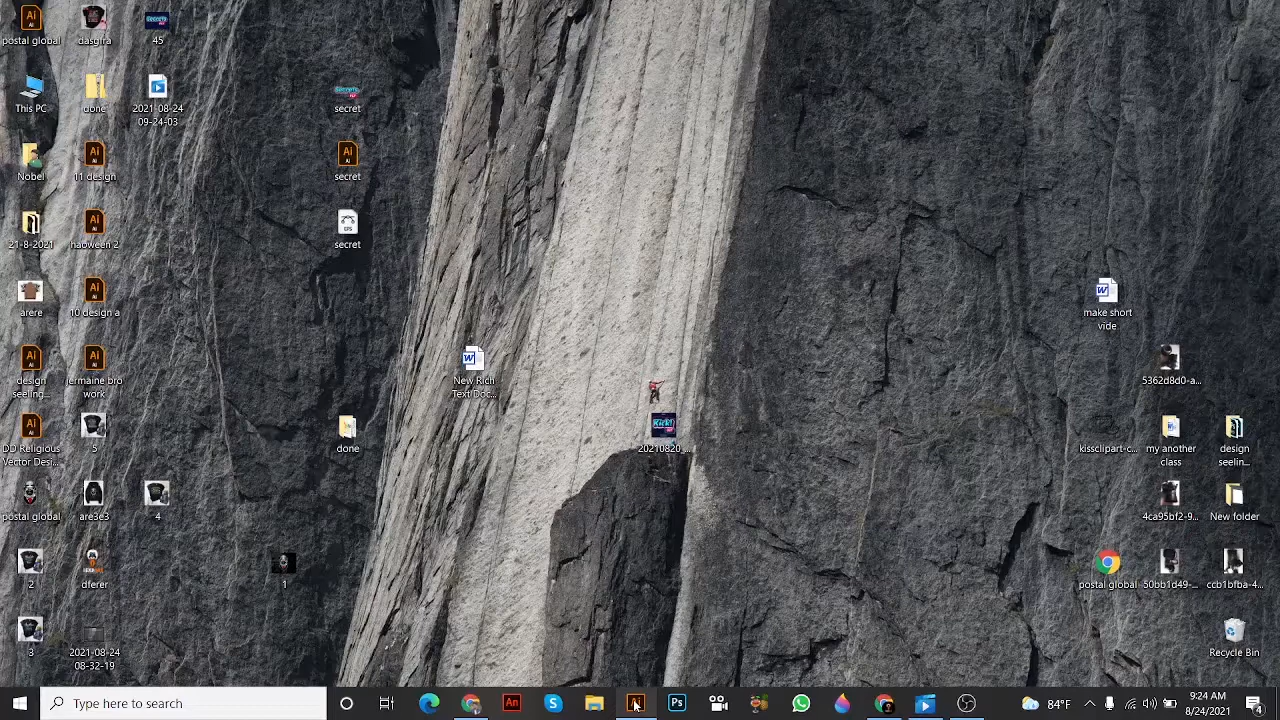 postal global
dasgfra
45
This PC
done
2021-08-24
09-24-03
secret
Nobel
11 design
secret
21-8-2021
haoween 2
secret
arere
10 design a
make short
vide
design
seeling...
ermaine bro
work
New Rich
Text Doc...
5362d8d0-a...
DD Religious
Vector Desi...
5
done
20210820_...
kissclipart-c...
my another
class
design
seelin...
postal global
are3e3
4
4ca95bf2-9...
New folder
2
dferer
1
postal global
50bb1d49-...
ccb1bfba-4...
3
2021-08-24
08-32-19
Recycle Bin
Type here to search
84°F
9:24 AM
8/24/2021